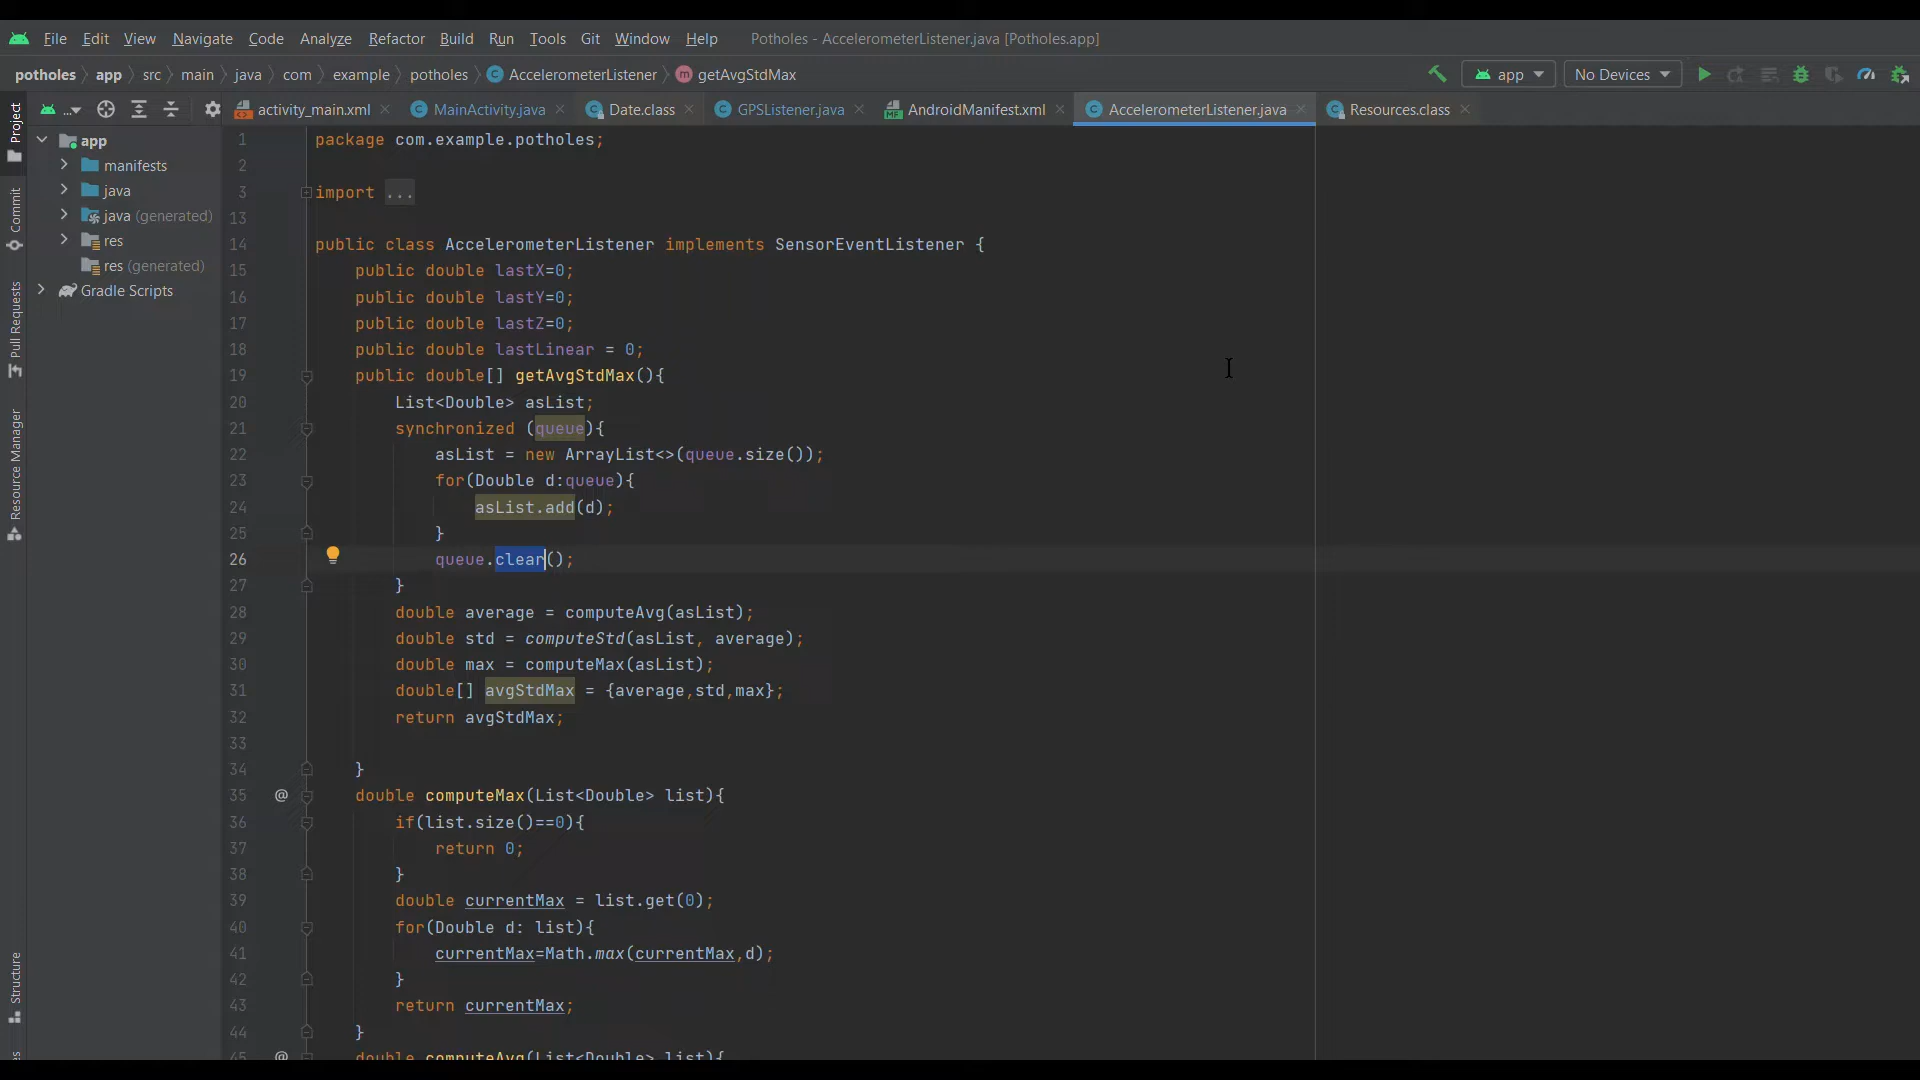 File Edit View Navigate Code Analyze Refactor Build Run Tools Git Window Help Potholes - AccelerometerListener.java [Potholes.app]
potholes app src main java com example potholes C AccelerometerListener m getAvgStdMax app No Devices
... activity_main.xml C MainActivity.java Date.class C GPSListener.java AndroidManifest.xml C AccelerometerListener.java Resources.class
Project
Commit
Pull Requests
Resource Manager
Structure
app
manifests
java
java (generated)
res
res (generated)
Gradle Scripts
1 package com.example.potholes;
2
3 import ...
13
14 public class AccelerometerListener implements SensorEventListener {
15 public double lastX=0;
16 public double lastY=0;
17 public double lastZ=0;
18 public double lastLinear = 0;
19 public double[] getAvgStdMax(){
20 List<Double> asList;
21 synchronized (queue){
22 asList = new ArrayList<>(queue.size());
23 for(Double d:queue){
24 asList.add(d);
25 }
26 queue.clear();
27 }
28 double average = computeAvg(asList);
29 double std = computeStd(asList, average);
30 double max = computeMax(asList);
31 double[] avgStdMax = {average,std,max};
32 return avgStdMax;
33
34 }
35 @ double computeMax(List<Double> list){
36 if(list.size()==0){
37 return 0;
38 }
39 double currentMax = list.get(0);
40 for(Double d: list){
41 currentMax=Math.max(currentMax,d);
42 }
43 return currentMax;
44 }
45 @ double computeAvg(List<Double> list){